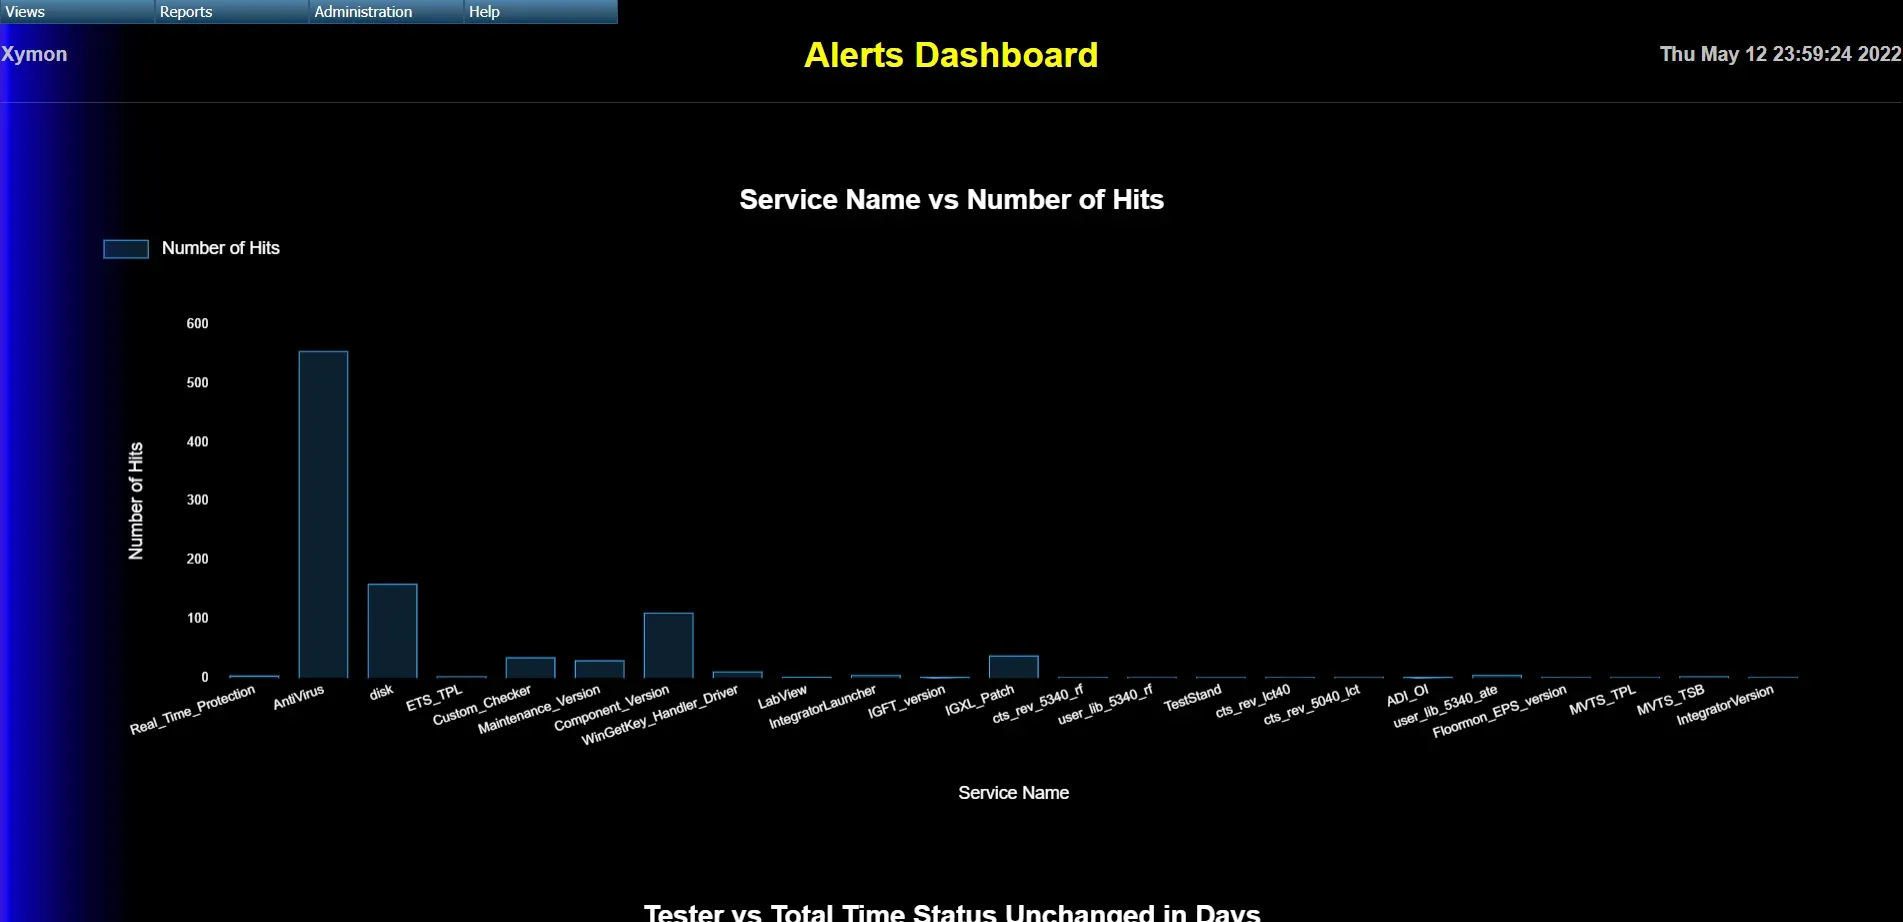 Views Reports Administration Help
Xymon
Alerts Dashboard
Thu May 12 23:59:24 2022
Service Name vs Number of Hits
Number of Hits
600
500
400
300
200
100
0
Number of Hits
Real_Time_Protection
AntiVirus
disk
ETS_TPL
Custom_Checker
Maintenance_Version
Component_Version
WinGetKey_Handler_Driver
LabView
IntegratorLauncher
IGFT_version
IGXL_Patch
cts_rev_5340_rf
user_lib_5340_rf
TestStand
cts_rev_lct40
cts_rev_5040_lct
ADI_OI
user_lib_5340_ate
Floormon_EPS_version
MVTS_TPL
MVTS_TSB
IntegratorVersion
Service Name
Tester vs Total Time Status Unchanged in Days